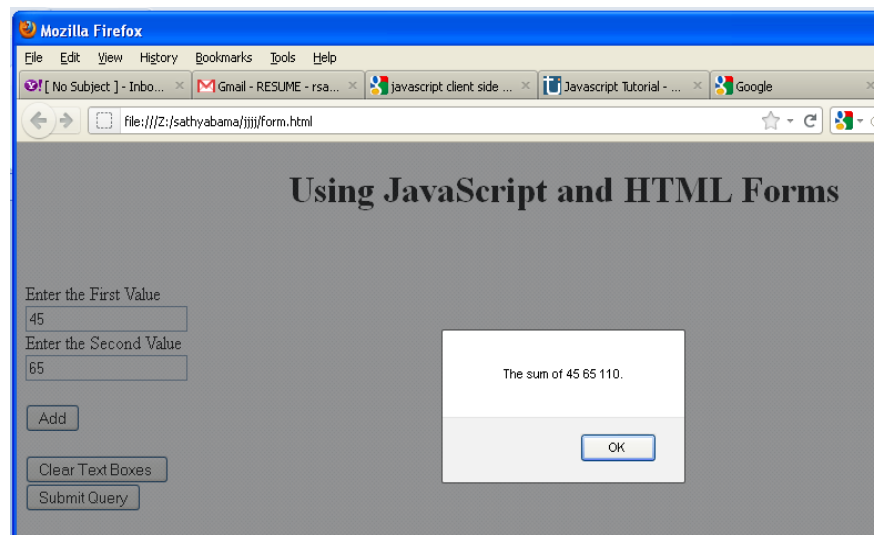 Mozilla Firefox
File Edit View History Bookmarks Tools Help
[ No Subject ] - Inbo... × Gmail - RESUME - rsa... × javascript client side ... × Javascript Tutorial - ... × Google ×
file:///Z:/sathyabama/jjjj/form.html
Using JavaScript and HTML Forms
Enter the First Value
45
Enter the Second Value
65
The sum of 45 65 110.
Add
OK
Clear Text Boxes
Submit Query